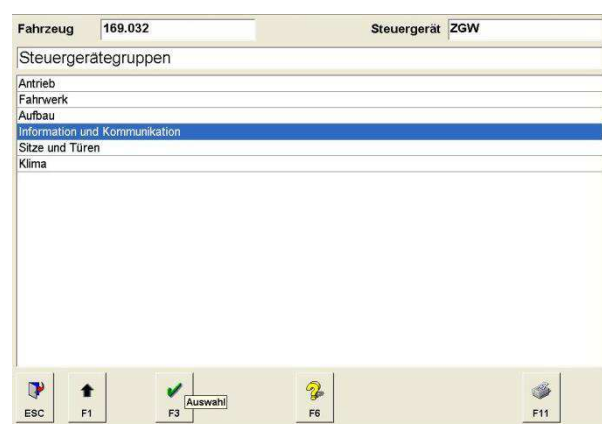 Fahrzeug 169.032 Steuergerät ZGW
Steuergerätegruppen
Antrieb
Fahrwerk
Aufbau
Information und Kommunikation
Sitze und Türen
Klima
Auswahl
ESC F1 F3 F6 F11